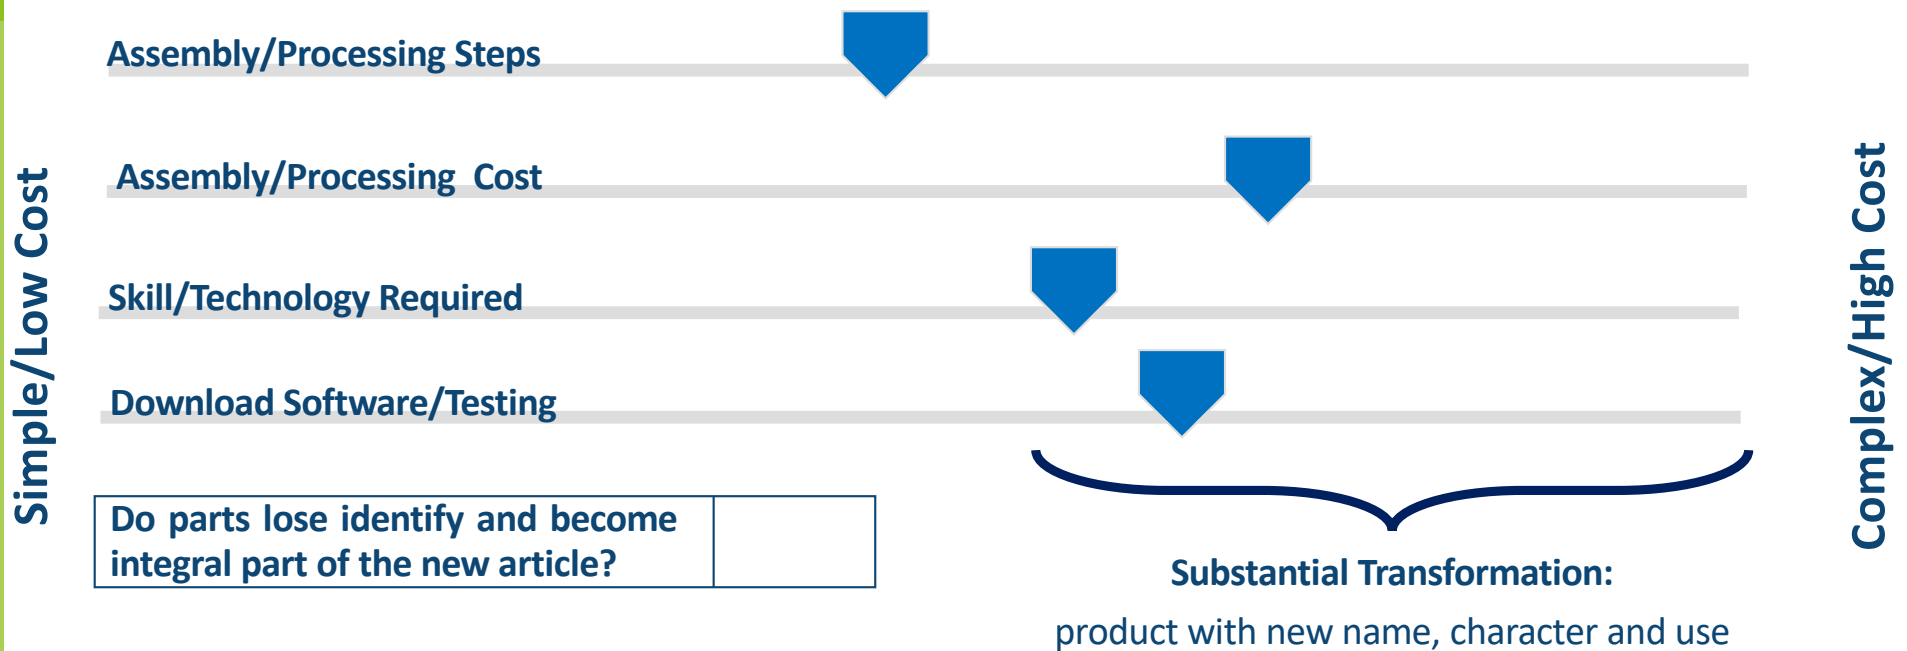 Assembly/Processing Steps
Assembly/Processing Cost
Skill/Technology Required
Download Software/Testing
Simple/Low Cost
Complex/High Cost
Do parts lose identify and become
integral part of the new article?
Substantial Transformation:
product with new name, character and use